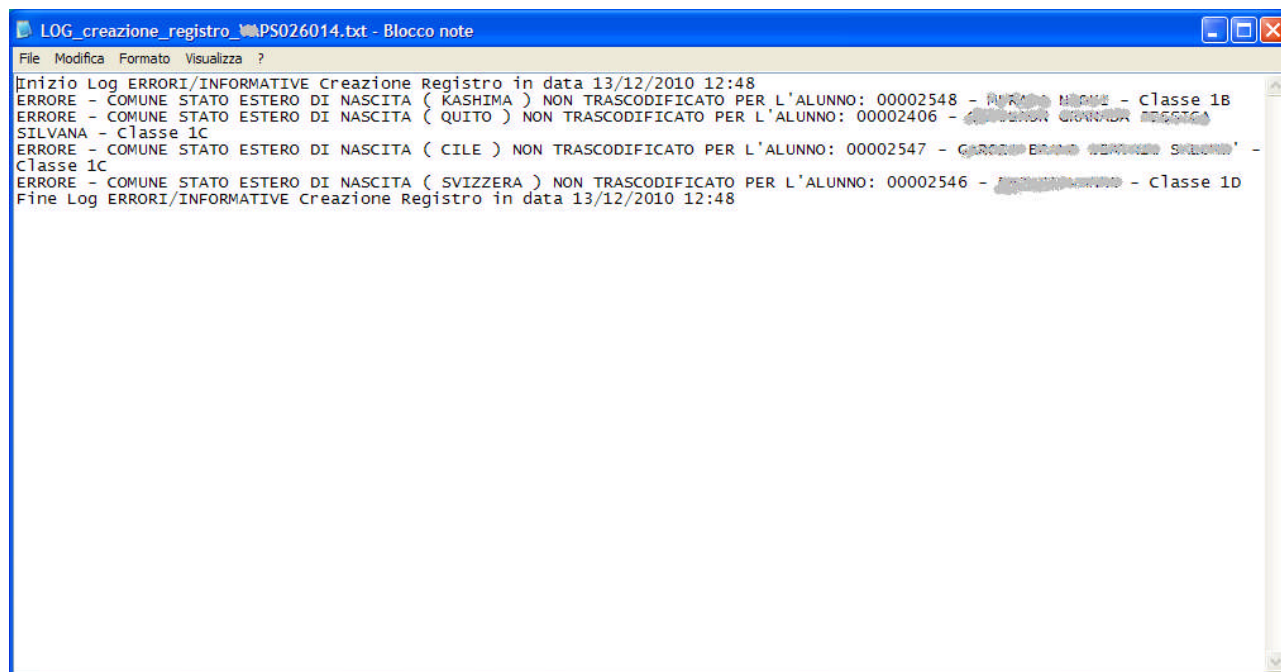 LOG_creazione_registro_PS026014.txt - Blocco note
File Modifica Formato Visualizza ?
Inizio Log ERRORI/INFORMATIVE Creazione Registro in data 13/12/2010 12:48
ERRORE - COMUNE STATO ESTERO DI NASCITA ( KASHIMA ) NON TRASCODIFICATO PER L'ALUNNO: 00002548 - - Classe 1B
ERRORE - COMUNE STATO ESTERO DI NASCITA ( QUITO ) NON TRASCODIFICATO PER L'ALUNNO: 00002406 -
SILVANA - Classe 1C
ERRORE - COMUNE STATO ESTERO DI NASCITA ( CILE ) NON TRASCODIFICATO PER L'ALUNNO: 00002547 - ' -
Classe 1C
ERRORE - COMUNE STATO ESTERO DI NASCITA ( SVIZZERA ) NON TRASCODIFICATO PER L'ALUNNO: 00002546 - - Classe 1D
Fine Log ERRORI/INFORMATIVE Creazione Registro in data 13/12/2010 12:48